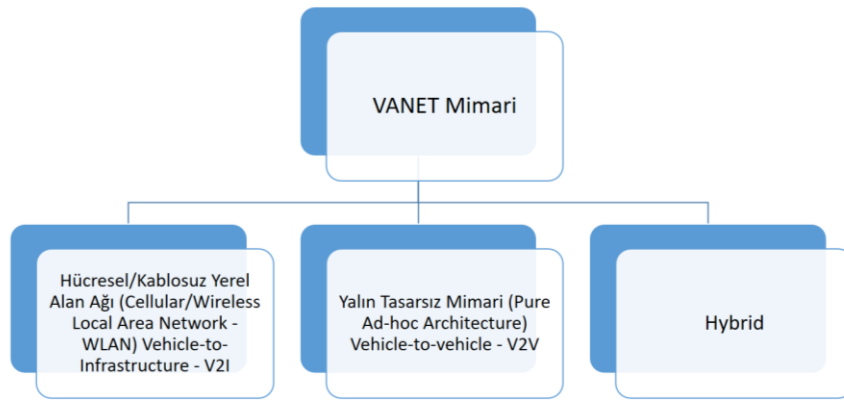 VANET Mimari
Hücresel/Kablosuz Yerel
Alan Ağı (Cellular/Wireless
Local Area Network -
WLAN) Vehicle-to-
Infrastructure - V2I
Yalın Tasarsız Mimari (Pure
Ad-hoc Architecture)
Vehicle-to-vehicle - V2V
Hybrid